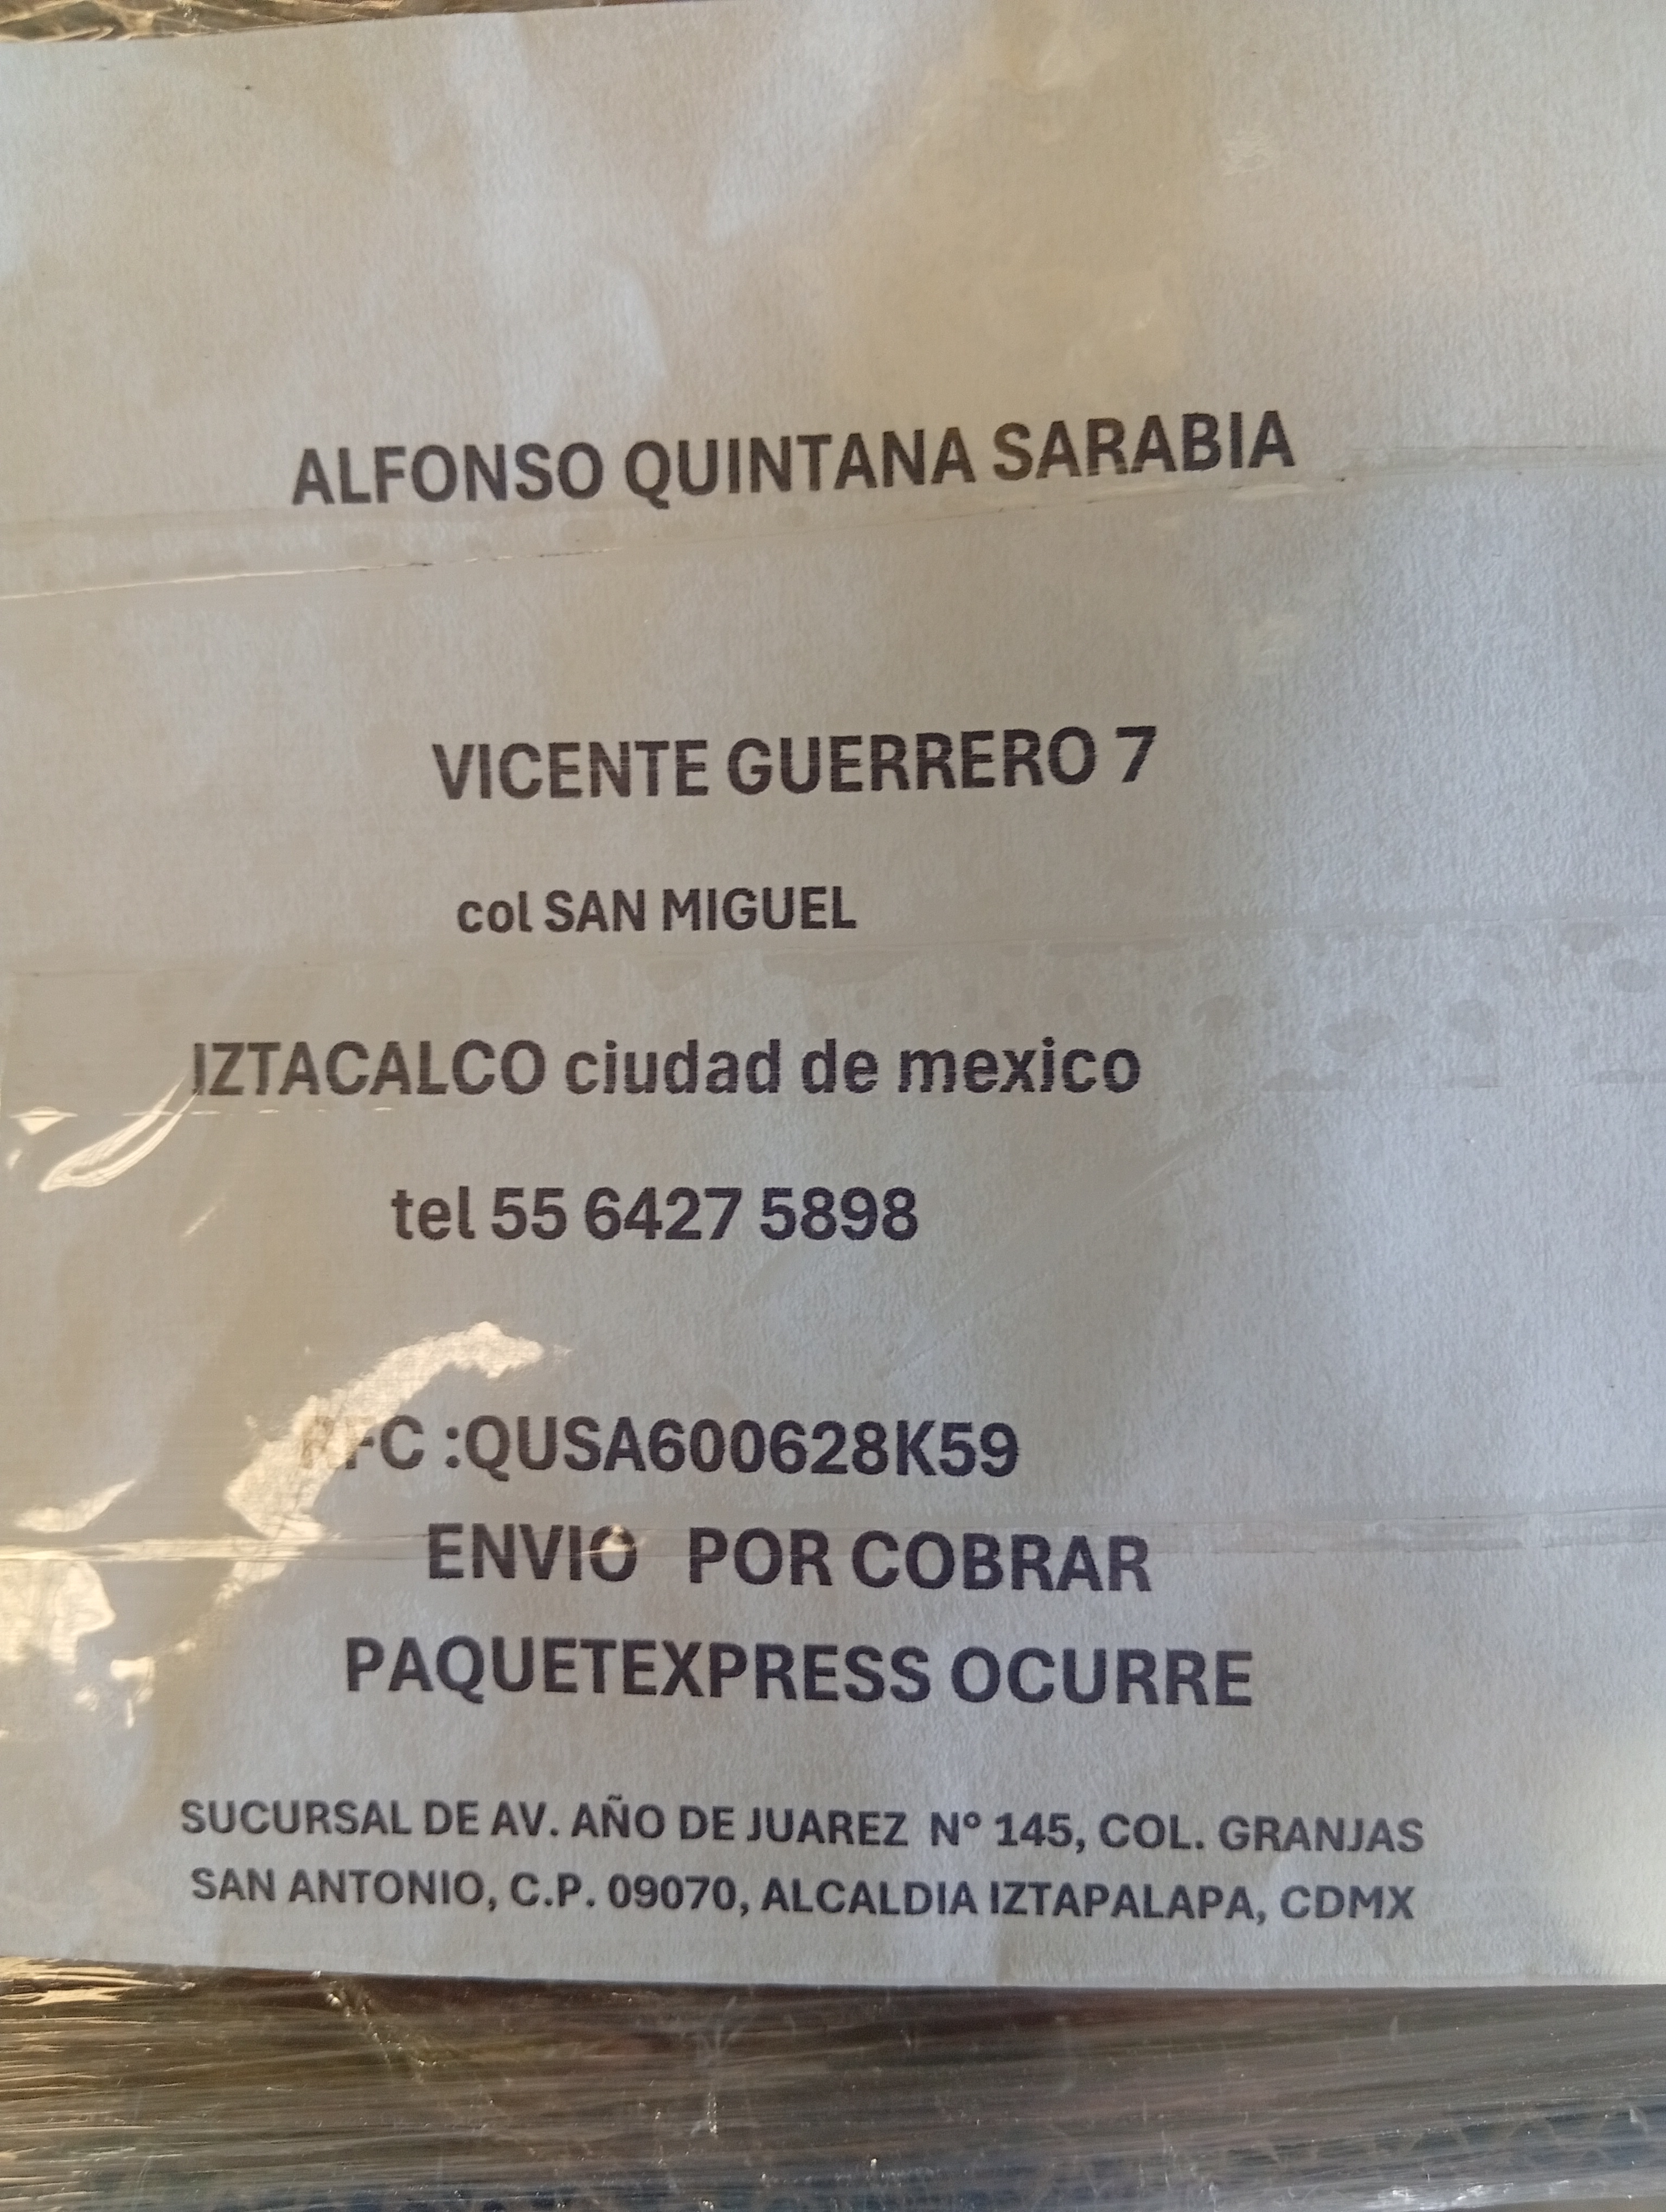 ALFONSO QUINTANA SARABIA
VICENTE GUERRERO 7
col SAN MIGUEL
IZTACALCO ciudad de mexico
tel 55 6427 5898
RFC :QUSA600628K59
ENVIO POR COBRAR
PAQUETEXPRESS OCURRE
SUCURSAL DE AV. AÑO DE JUAREZ N° 145, COL. GRANJAS
SAN ANTONIO, C.P. 09070, ALCALDIA IZTAPALAPA, CDMX